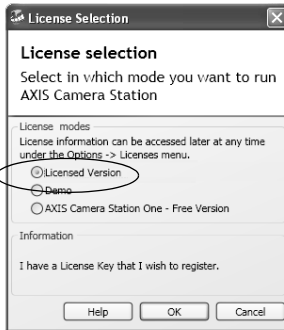 License Selection
License selection
Select in which mode you want to run
AXIS Camera Station
License modes
License information can be accessed later at any time
under the Options -> Licenses menu.
Licensed Version
Demo
AXIS Camera Station One - Free Version
Information
I have a License Key that I wish to register.
Help OK Cancel